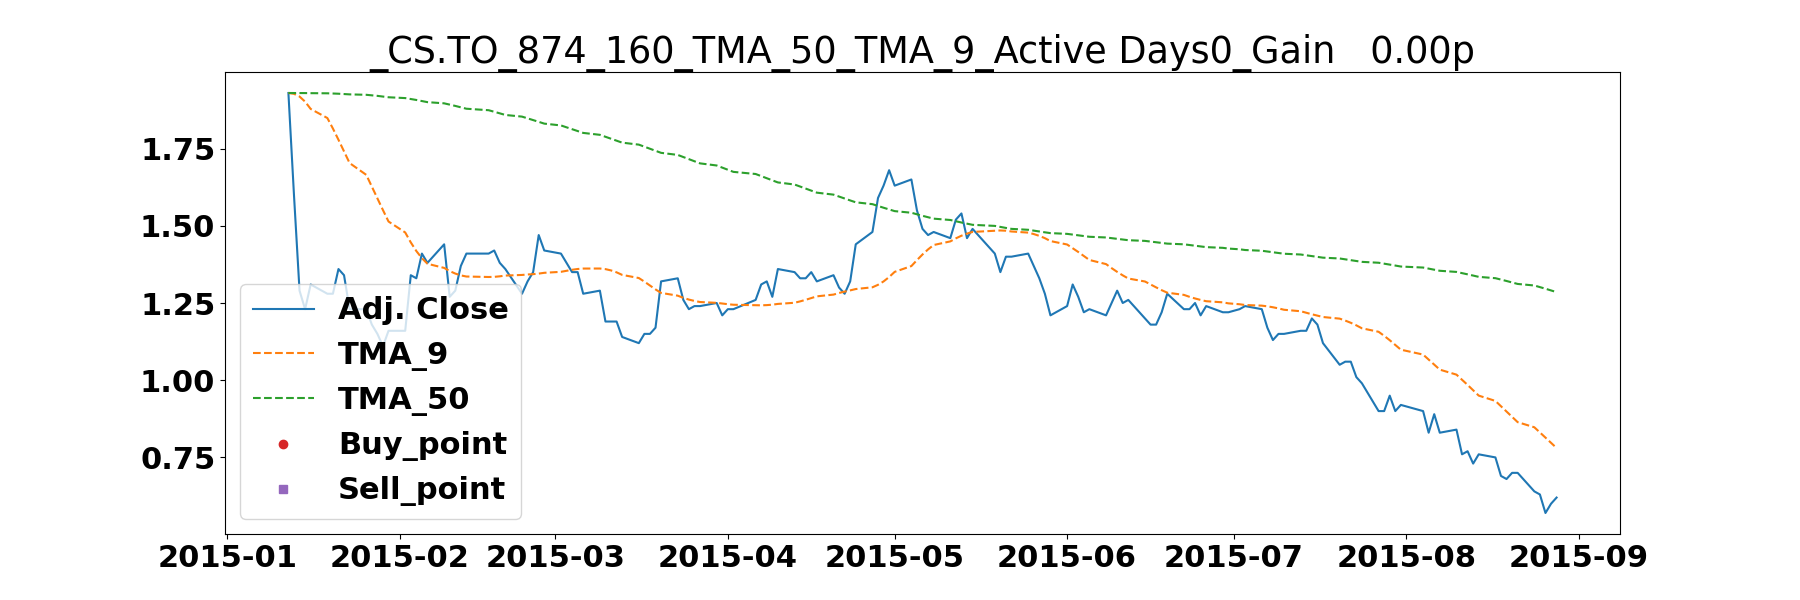 _CS.TO_874_160_TMA_50_TMA_9_Active Days0_Gain   0.00p
1.75
1.50
1.25
1.00
0.75
Adj. Close
TMA_9
TMA_50
Buy_point
Sell_point
2015-01 2015-02 2015-03 2015-04 2015-05 2015-06 2015-07 2015-08 2015-09